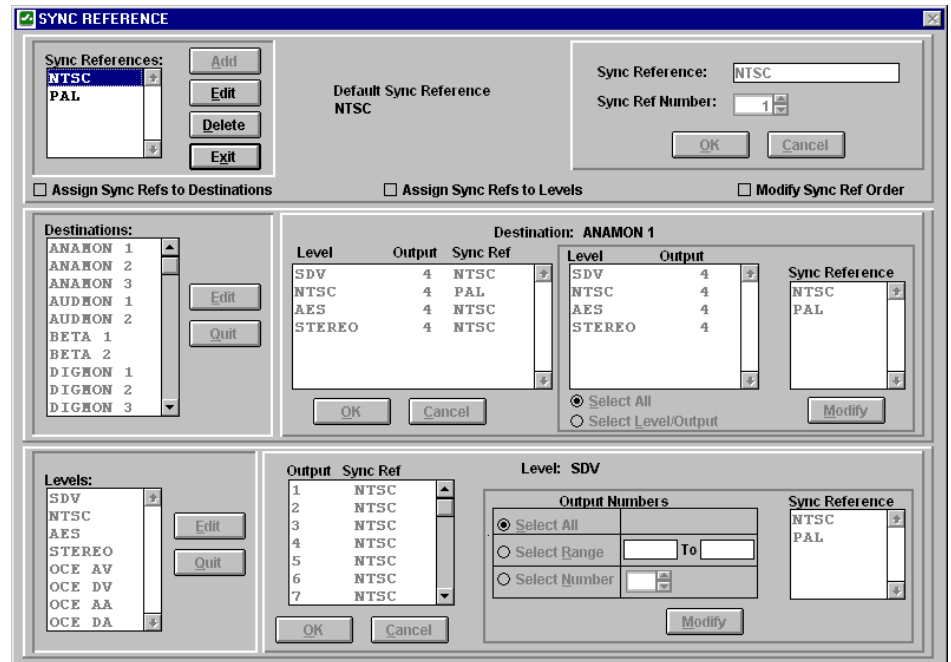 SYNC REFERENCE
Sync References:
NTSC
PAL
Add
Edit
Delete
Exit
Default Sync Reference
NTSC
Sync Reference: NTSC
Sync Ref Number: 1
OK Cancel
Assign Sync Refs to Destinations Assign Sync Refs to Levels Modify Sync Ref Order
Destinations:
ANAMON 1
ANAMON 2
ANAMON 3
AUDMON 1
AUDMON 2
BETA 1
BETA 2
DIGMON 1
DIGMON 2
DIGMON 3
Edit
Quit
Destination: ANAMON 1
Level Output Sync Ref
SDV 4 NTSC
NTSC 4 PAL
AES 4 NTSC
STEREO 4 NTSC
OK Cancel
Level Output
SDV 4
NTSC 4
AES 4
STEREO 4
Select All
Select Level/Output
Sync Reference
NTSC
PAL
Modify
Levels:
SDV
NTSC
AES
STEREO
OCE AV
OCE DV
OCE AA
OCE DA
Edit
Quit
Level: SDV
Output Sync Ref
1 NTSC
2 NTSC
3 NTSC
4 NTSC
5 NTSC
6 NTSC
7 NTSC
OK Cancel
Output Numbers
Select All
Select Range To
Select Number
Modify
Sync Reference
NTSC
PAL